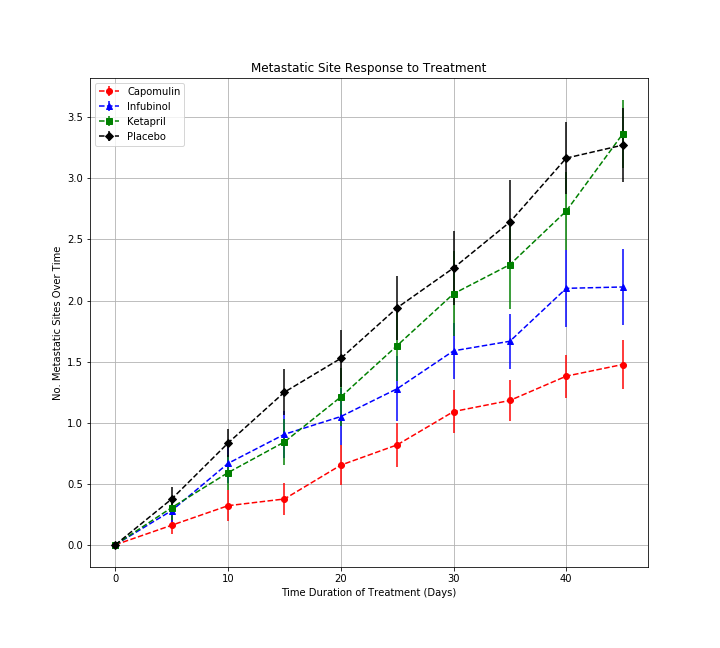 Metastatic Site Response to Treatment
Capomulin
Infubinol
Ketapril
Placebo
No. Metastatic Sites Over Time
3.5
3.0
2.5
2.0
1.5
1.0
0.5
0.0
0 10 20 30 40
Time Duration of Treatment (Days)